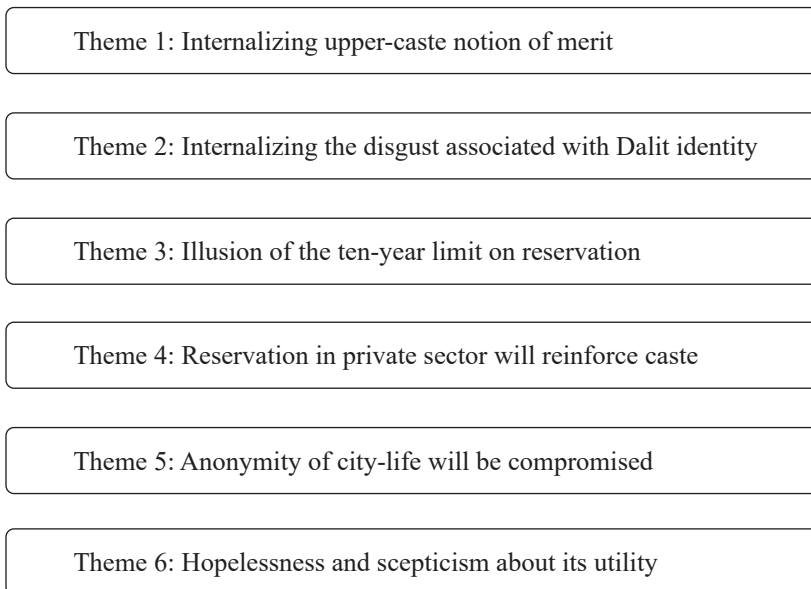 Theme 1: Internalizing upper-caste notion of merit
Theme 2: Internalizing the disgust associated with Dalit identity
Theme 3: Illusion of the ten-year limit on reservation
Theme 4: Reservation in private sector will reinforce caste
Theme 5: Anonymity of city-life will be compromised
Theme 6: Hopelessness and scepticism about its utility